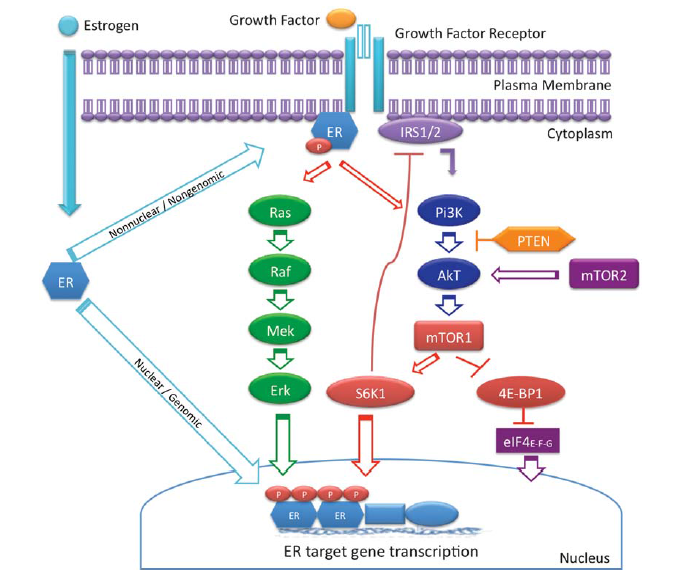 Estrogen
Growth Factor
Growth Factor Receptor
Plasma Membrane
Cytoplasm
ER
P
IRS1/2
Nonnuclear / Nongenomic
Ras
Pi3K
PTEN
ER
Raf
AkT
mTOR2
Mek
mTOR1
Nuclear / Genomic
Erk
S6K1
4E-BP1
eIF4E-F-G
P P P P
ER ER
ER target gene transcription
Nucleus